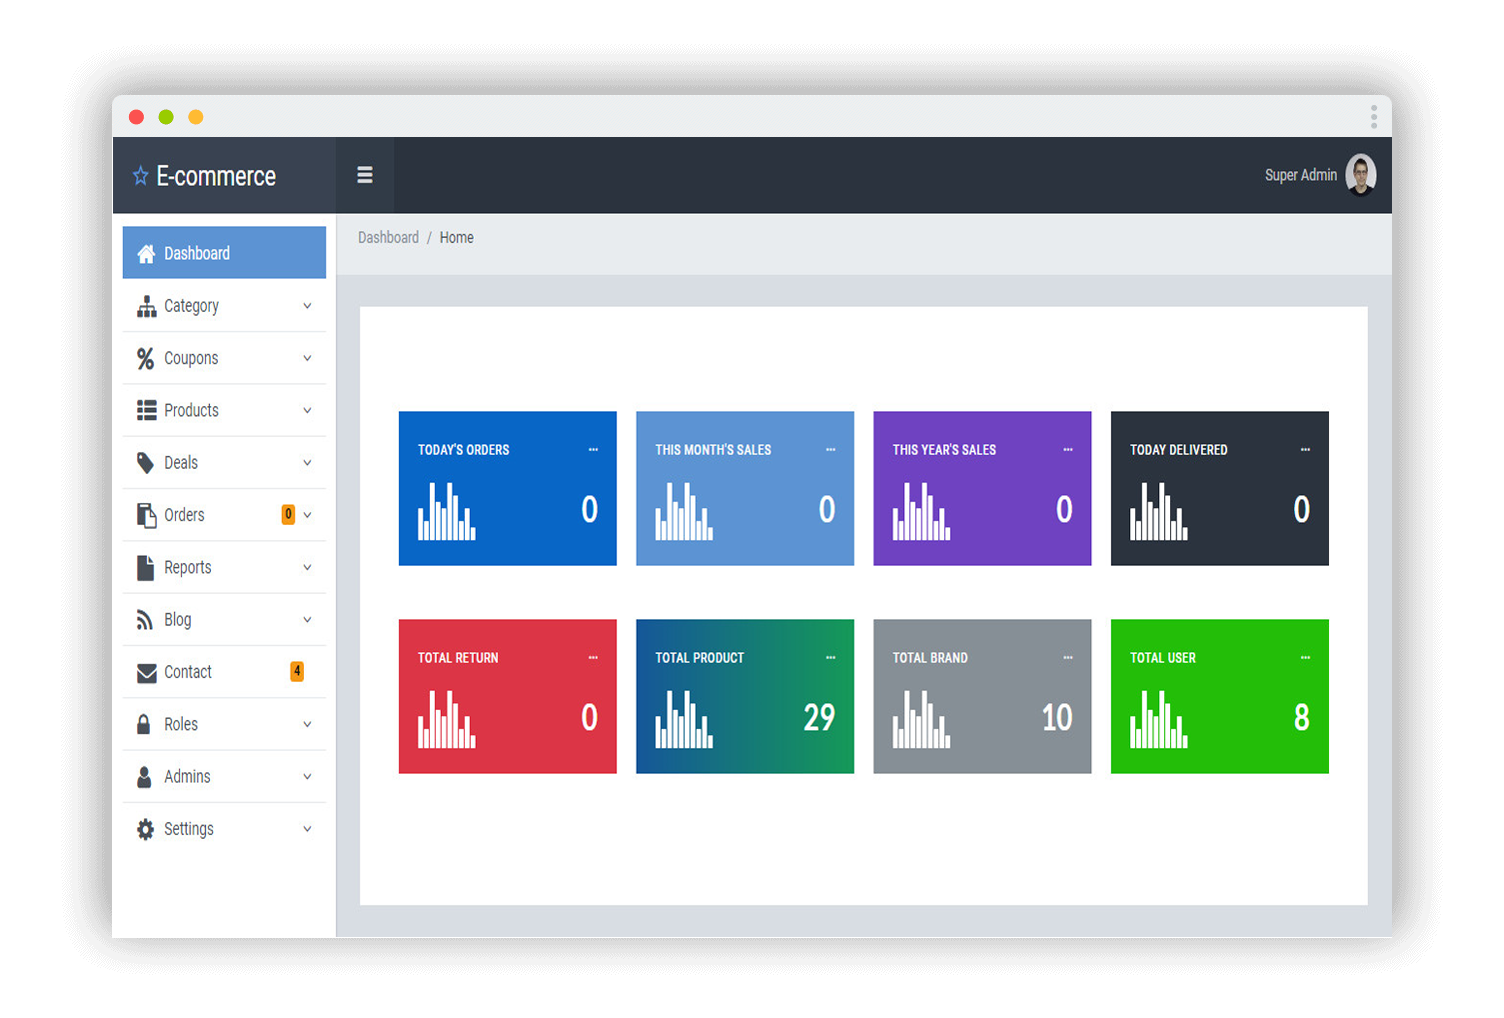 E-commerce
Super Admin
Dashboard / Home
Dashboard
Category
Coupons
Products
Deals
Orders 0
Reports
Blog
Contact 4
Roles
Admins
Settings
TODAY'S ORDERS
0
THIS MONTH'S SALES
0
THIS YEAR'S SALES
0
TODAY DELIVERED
0
TOTAL RETURN
0
TOTAL PRODUCT
29
TOTAL BRAND
10
TOTAL USER
8